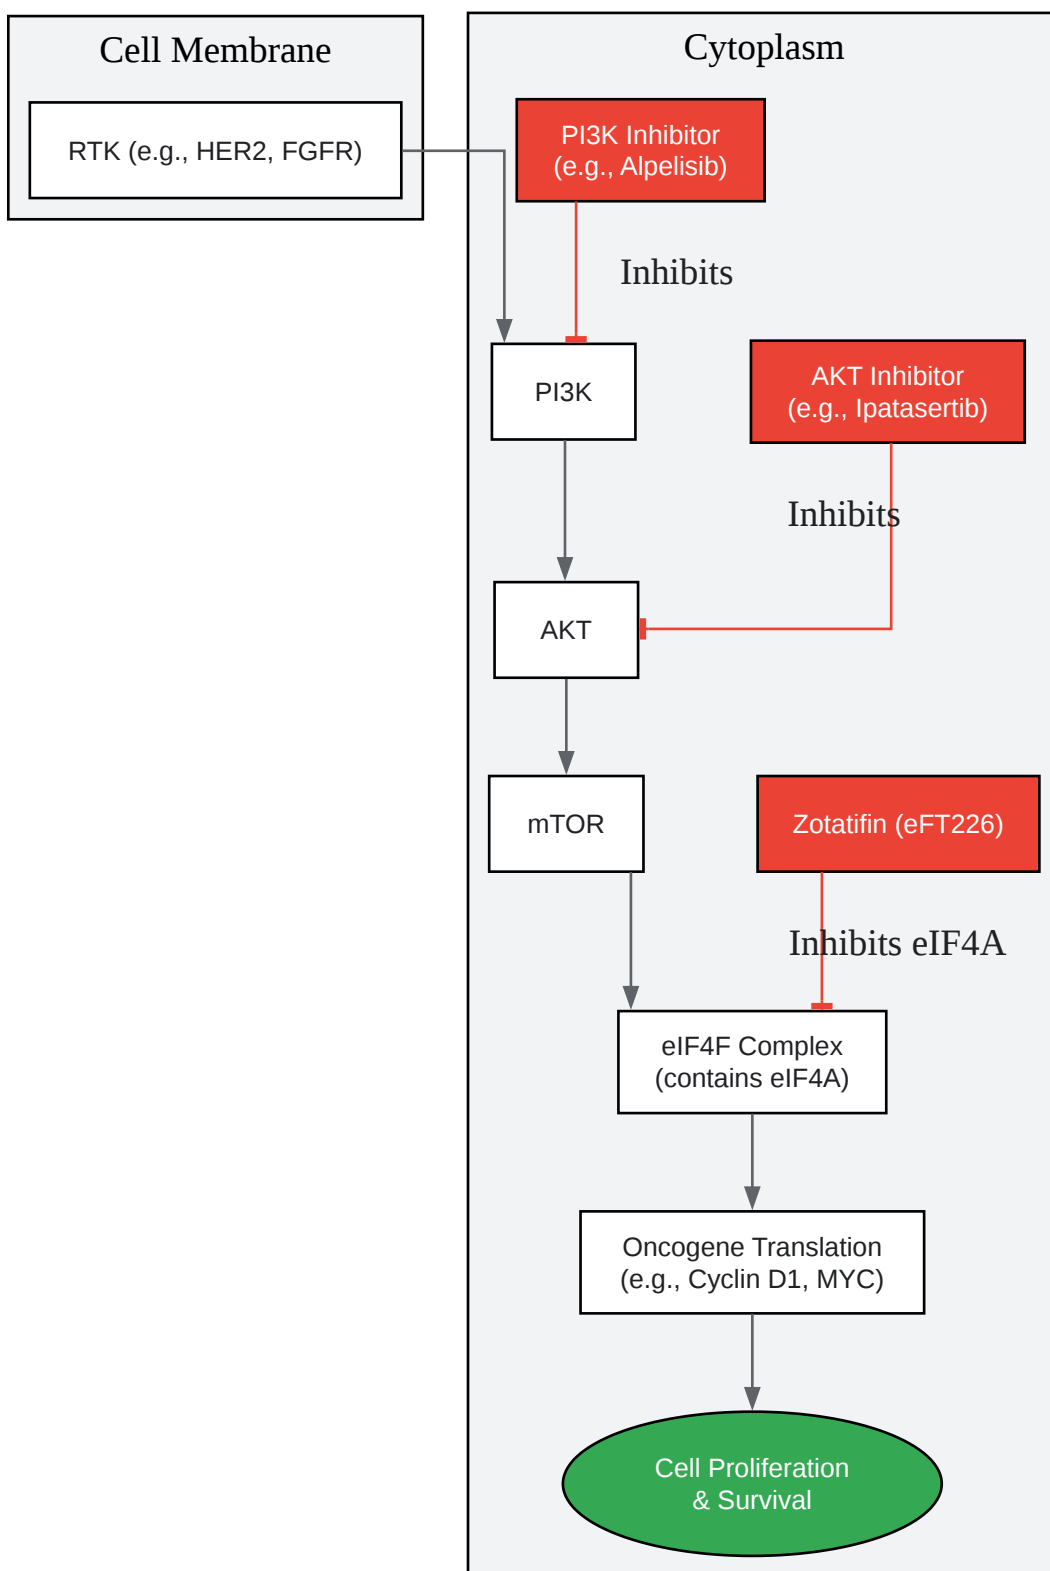 Cell Membrane
Cytoplasm
RTK (e.g., HER2, FGFR)
PI3K Inhibitor
(e.g., Alpelisib)
Inhibits
PI3K
AKT Inhibitor
(e.g., Ipatasertib)
Inhibits
AKT
mTOR
Zotatifin (eFT226)
Inhibits eIF4A
eIF4F Complex
(contains eIF4A)
Oncogene Translation
(e.g., Cyclin D1, MYC)
Cell Proliferation
& Survival